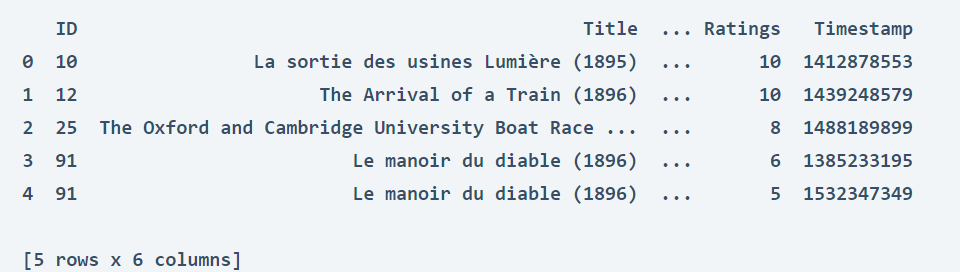 ID Title ... Ratings Timestamp
0 10 La sortie des usines Lumière (1895) ... 10 1412878553
1 12 The Arrival of a Train (1896) ... 10 1439248579
2 25 The Oxford and Cambridge University Boat Race ... ... 8 1488189899
3 91 Le manoir du diable (1896) ... 6 1385233195
4 91 Le manoir du diable (1896) ... 5 1532347349
[5 rows x 6 columns]